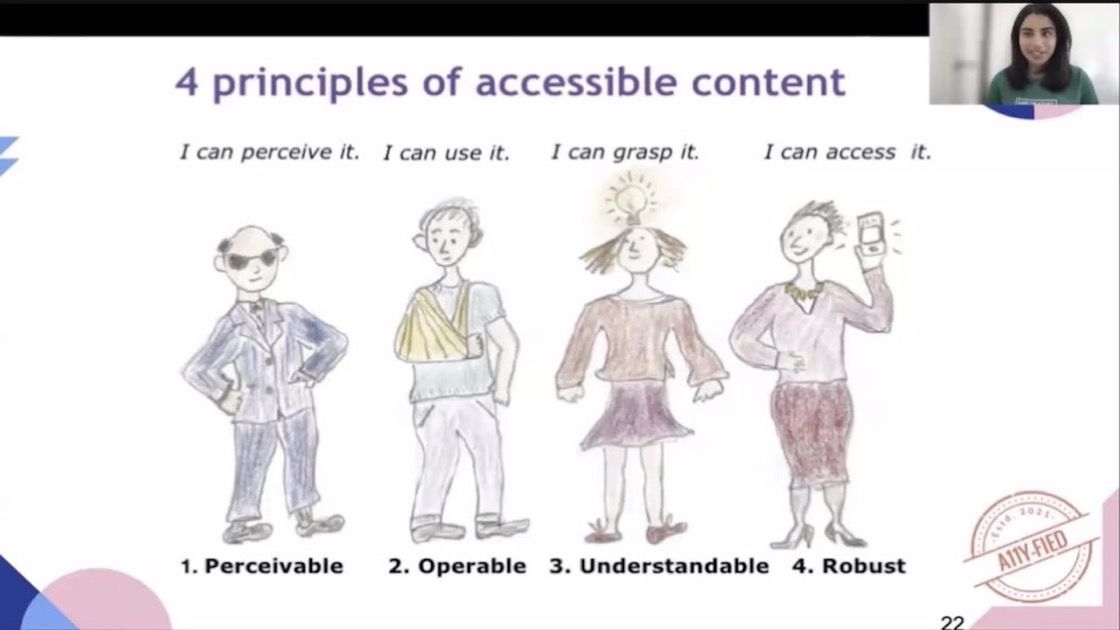 4 principles of accessible content
I can perceive it. I can use it. I can grasp it. I can access it.
1. Perceivable 2. Operable 3. Understandable 4. Robust
Estd. 2021
A11Y-FIED
22